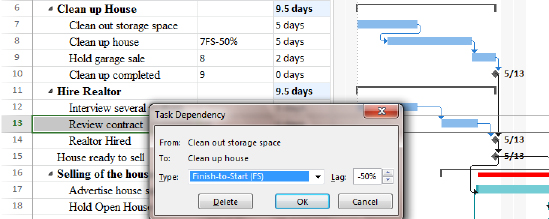 6 Clean up House 9.5 days
7 Clean out storage space 5 days
8 Clean up house 7FS-50% 5 days
9 Hold garage sale 8 2 days
10 Clean up completed 9 0 days 5/13
11 Hire Realtor 9.5 days
12 Interview several
13 Review contract
14 Realtor Hired 5/13
15 House ready to sell 5/13
16 Selling of the house
17 Advertise house
18 Hold Open House
Task Dependency
From: Clean out storage space
To: Clean up house
Type: Finish-to-Start (FS) Lag: -50%
Delete OK Cancel